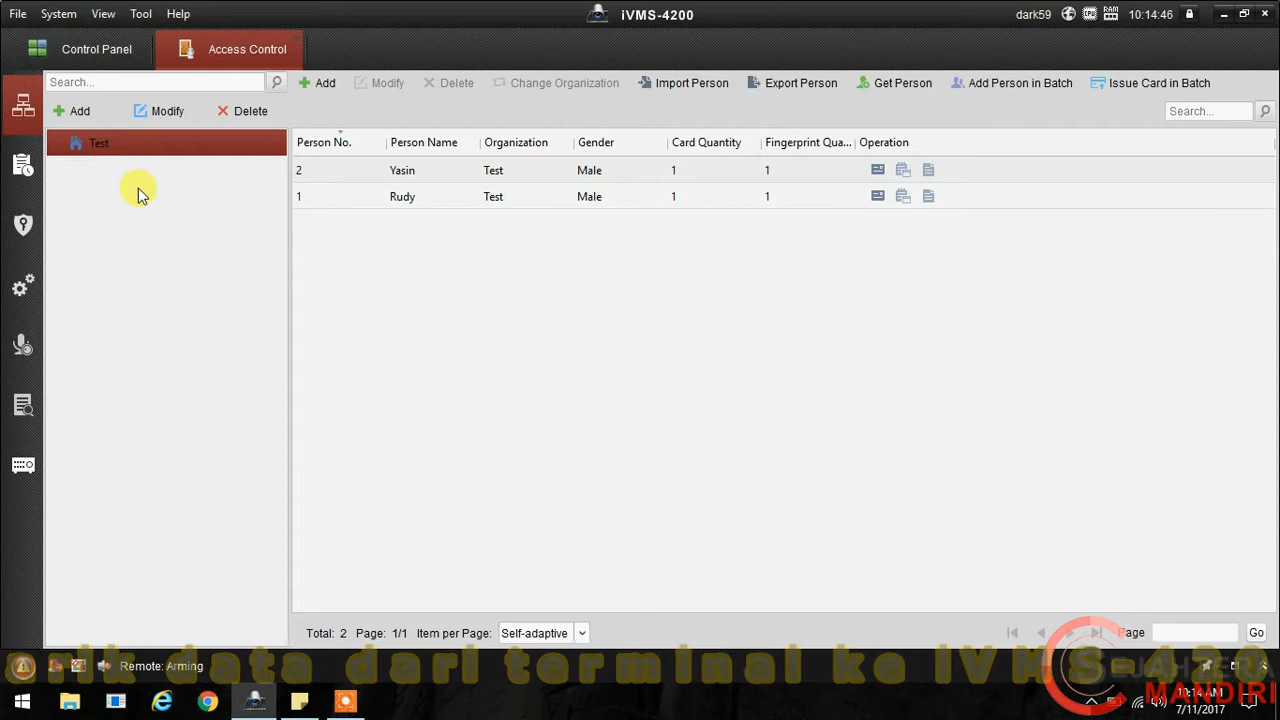 File System View Tool Help iVMS-4200 dark59 10:14:46
Control Panel Access Control
Search... Add Modify Delete Change Organization Import Person Export Person Get Person Add Person in Batch Issue Card in Batch
Add Modify Delete Search...
Test
Person No. Person Name Organization Gender Card Quantity Fingerprint Qua... Operation
2 Yasin Test Male 1 1
1 Rudy Test Male 1 1
Total: 2 Page: 1/1 Item per Page: Self-adaptive Page Go
Remote: Arming
data dari terminal ke iVMS-420
SEJAHTERA
MANDIRI
10:14 AM
7/11/2017